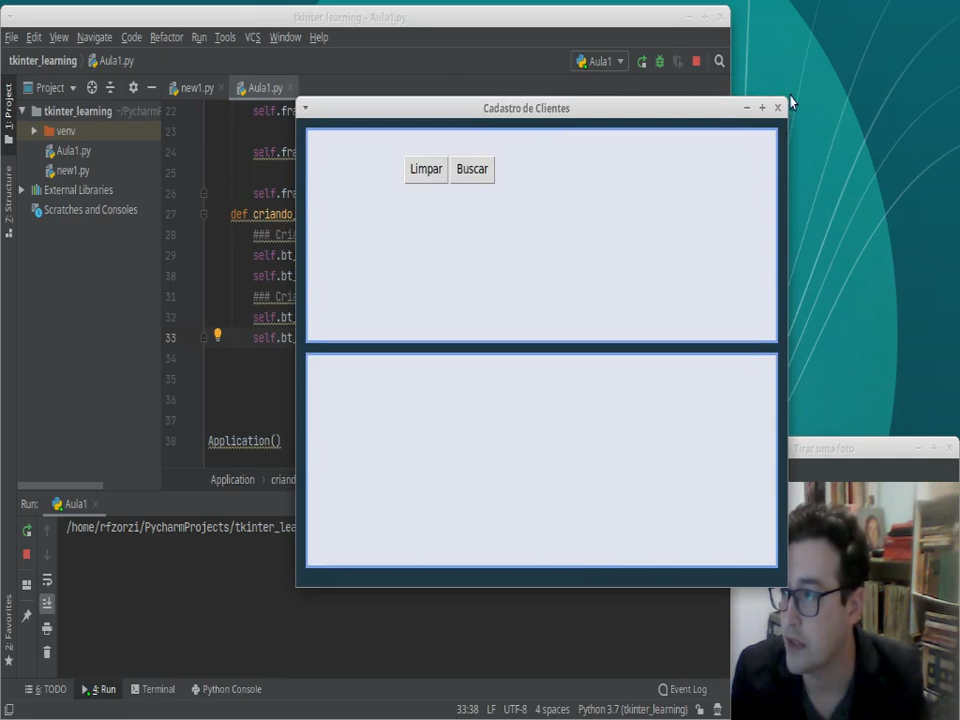 tkinter_learning - Aula1.py
File Edit View Navigate Code Refactor Run Tools VCS Window Help
tkinter_learning Aula1.py Aula1
1: Project
Project new1.py Aula1.py
tkinter_learning ~/PycharmP
venv
Aula1.py
new1.py
External Libraries
Scratches and Consoles
7: Structure
22 self.fra
23
24 self.fra
25
26 self.fra
27 def criando_
28 ### Cria
29 self.bt_
30 self.bt_
31 ### Cria
32 self.bt_
33 self.bt_
34
35
36
37
38 Application()
Application criand
Cadastro de Clientes
Limpar Buscar
Tirar uma foto
Run: Aula1
/home/rfzorzi/PycharmProjects/tkinter_lea
2: Favorites
6: TODO 4: Run Terminal Python Console Event Log
33:38 LF UTF-8 4 spaces Python 3.7 (tkinter_learning)